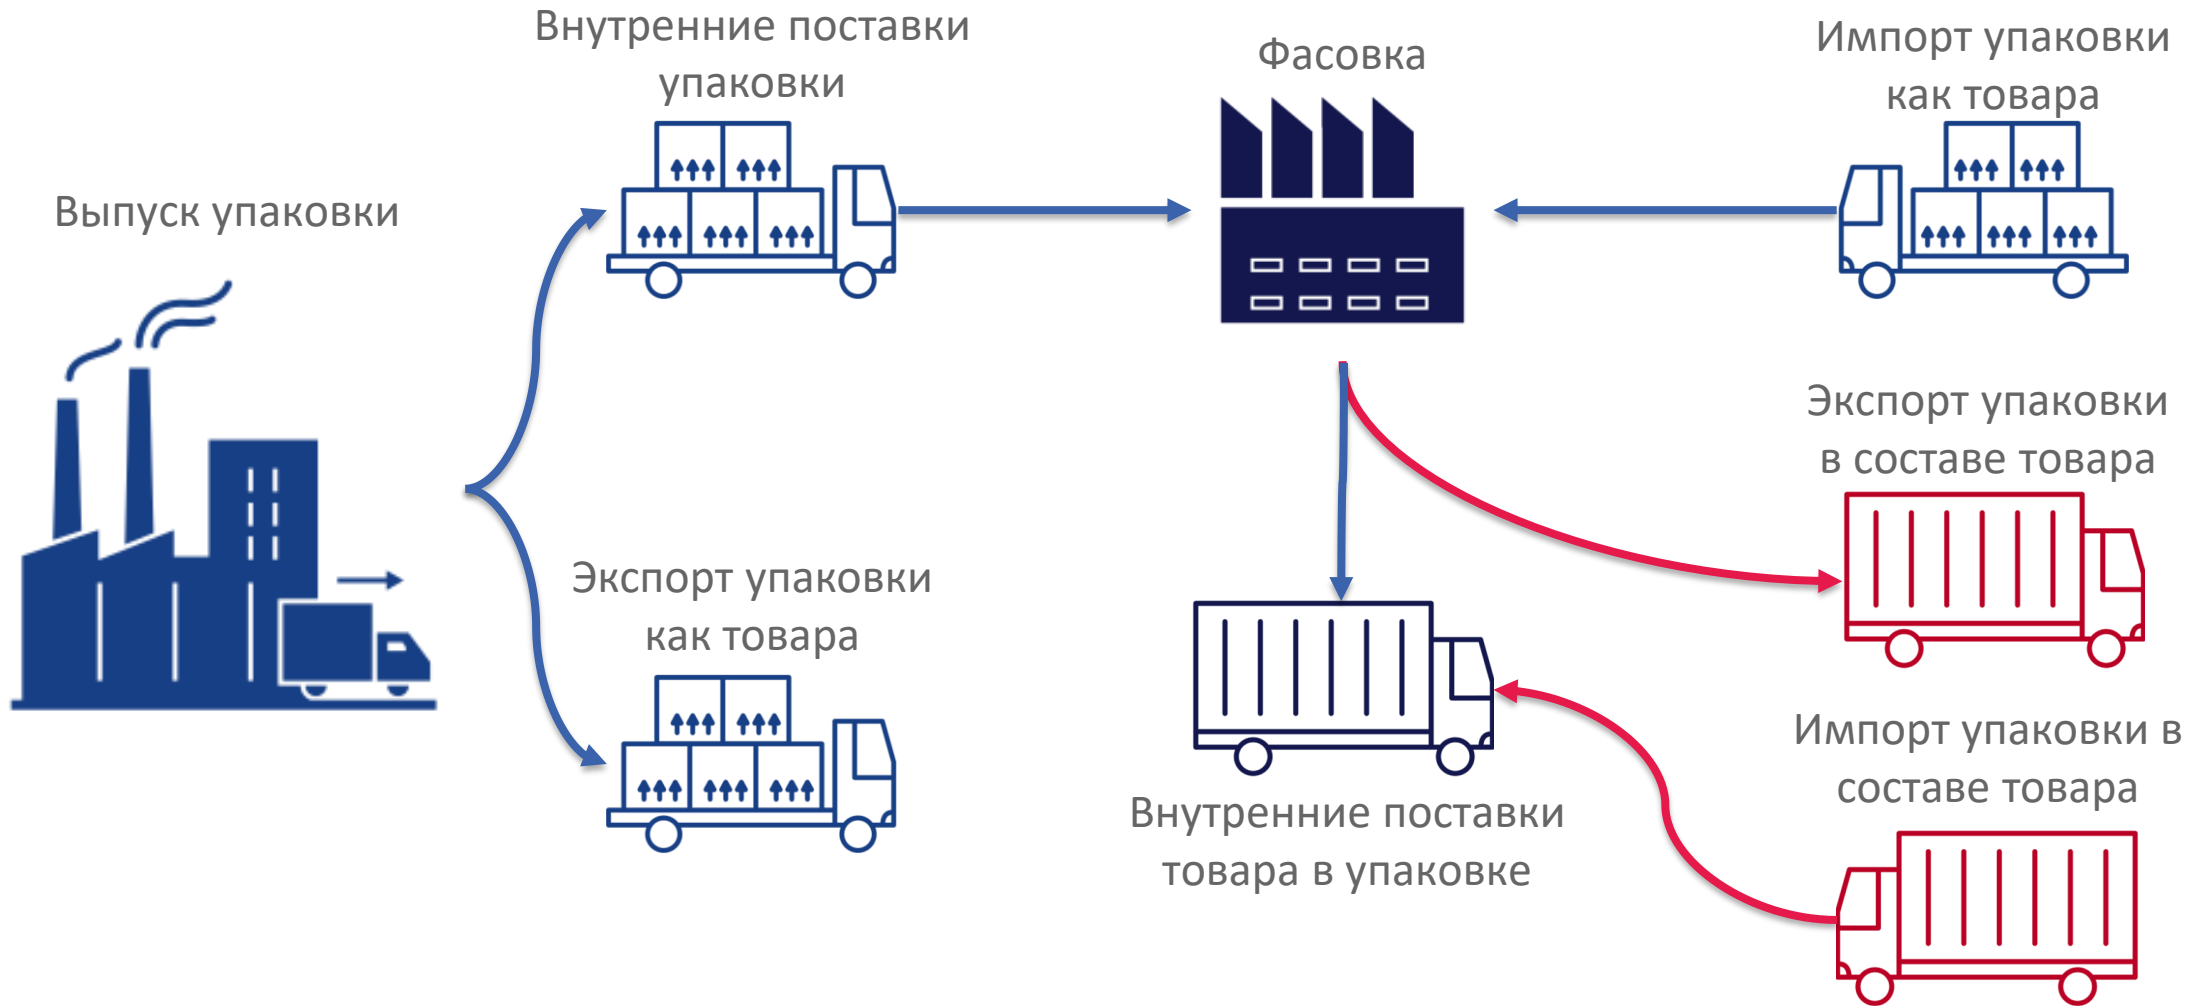 Внутренние поставки
упаковки
Фасовка
Импорт упаковки
как товара
Выпуск упаковки
Экспорт упаковки
в составе товара
Экспорт упаковки
как товара
Импорт упаковки в
составе товара
Внутренние поставки
товара в упаковке